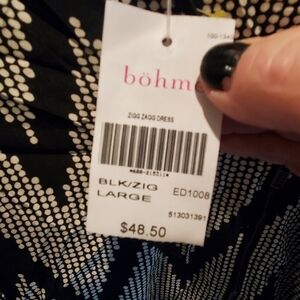 böhme
ZIGG ZAGG DRESS
BLK/ZIG ED1008
LARGE
513031391
$48.50